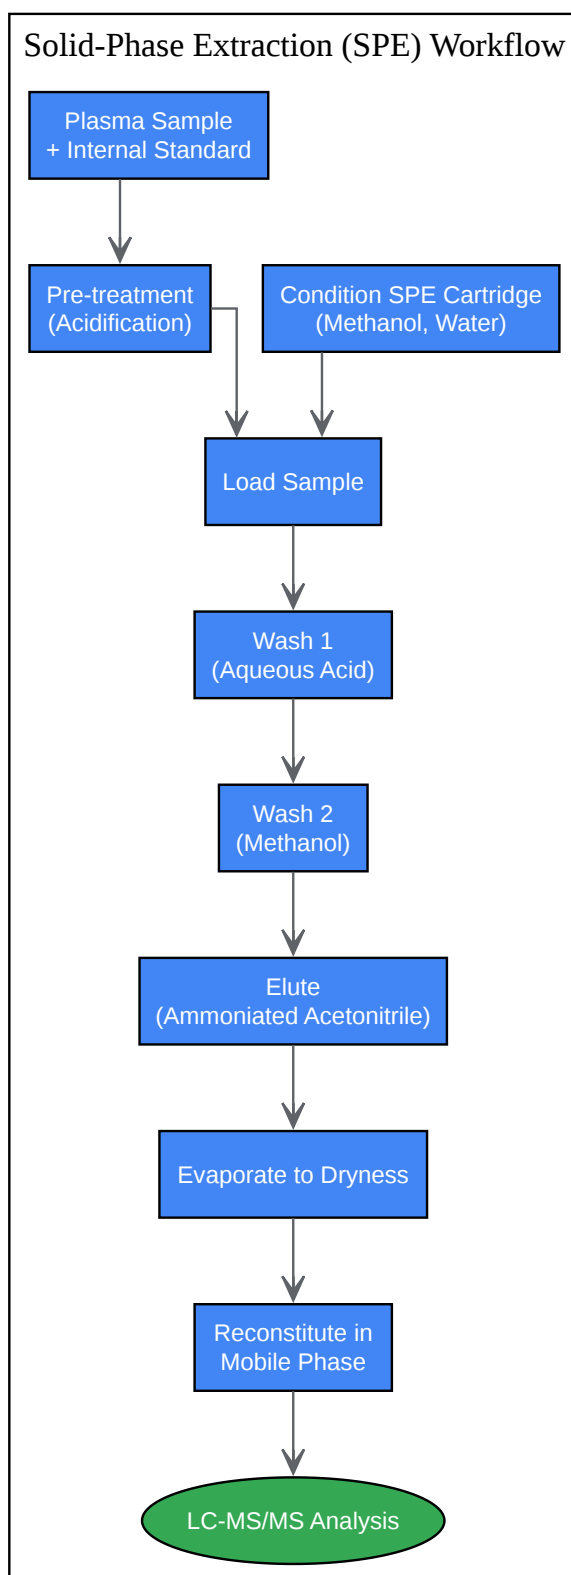 Solid-Phase Extraction (SPE) Workflow
Plasma Sample
+ Internal Standard
Pre-treatment
(Acidification)
Condition SPE Cartridge
(Methanol, Water)
Load Sample
Wash 1
(Aqueous Acid)
Wash 2
(Methanol)
Elute
(Ammoniated Acetonitrile)
Evaporate to Dryness
Reconstitute in
Mobile Phase
LC-MS/MS Analysis